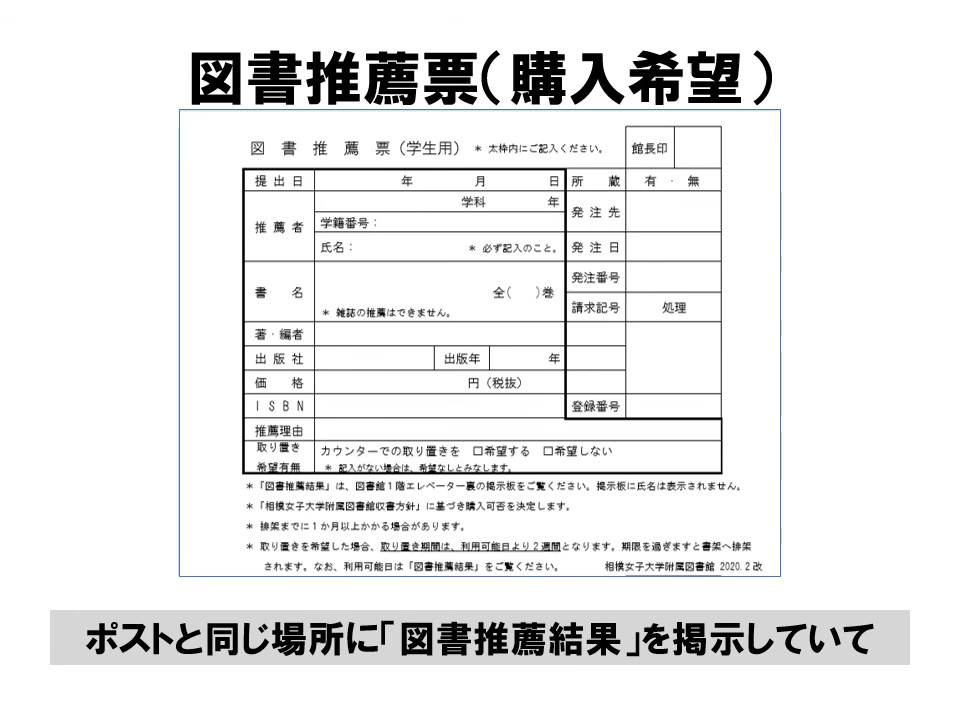 図書推薦票(購入希望)
図 書 推 薦 票(学生用) * 太枠内にご記入ください。 館長印
提出日 年 月 日 所 蔵 有 ・ 無
推薦者 学科 年 発注先
学籍番号:
氏名: * 必ず記入のこと。 発注日
書 名 全( )巻 発注番号
* 雑誌の推薦はできません。 請求記号 処理
著・編者
出版社 出版年 年
価 格 円(税抜)
ISBN 登録番号
推薦理由
取り置き希望有無 カウンターでの取り置きを □希望する □希望しない
* 記入がない場合は、希望なしとみなします。
*「図書推薦結果」は、図書館1階エレベーター裏の掲示板をご覧ください。掲示板に氏名は表示されません。
*「相模女子大学附属図書館収書方針」に基づき購入可否を決定します。
* 排架までに1か月以上かかる場合があります。
* 取り置きを希望した場合、取り置き期間は、利用可能日より2週間となります。期限を過ぎますと書架へ排架
されます。なお、利用可能日は「図書推薦結果」をご覧ください。 相模女子大学附属図書館 2020.2改
ポストと同じ場所に「図書推薦結果」を掲示していて